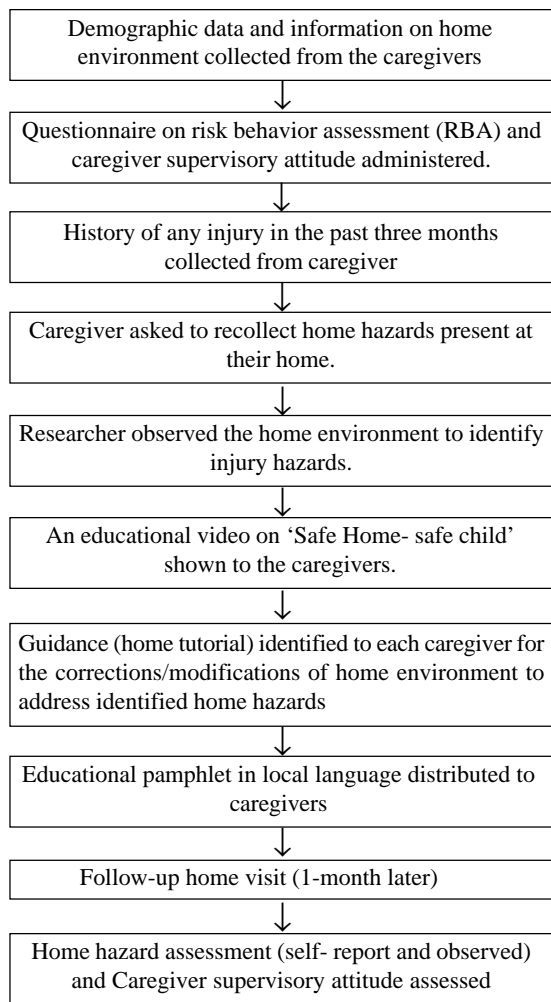 Demographic data and information on home
environment collected from the caregivers
Questionnaire on risk behavior assessment (RBA) and
caregiver supervisory attitude administered.
History of any injury in the past three months
collected from caregiver
Caregiver asked to recollect home hazards present at
their home.
Researcher observed the home environment to identify
injury hazards.
An educational video on ‘Safe Home- safe child’
shown to the caregivers.
Guidance (home tutorial) identified to each caregiver for
the corrections/modifications of home environment to
address identified home hazards
Educational pamphlet in local language distributed to
caregivers
Follow-up home visit (1-month later)
Home hazard assessment (self- report and observed)
and Caregiver supervisory attitude assessed